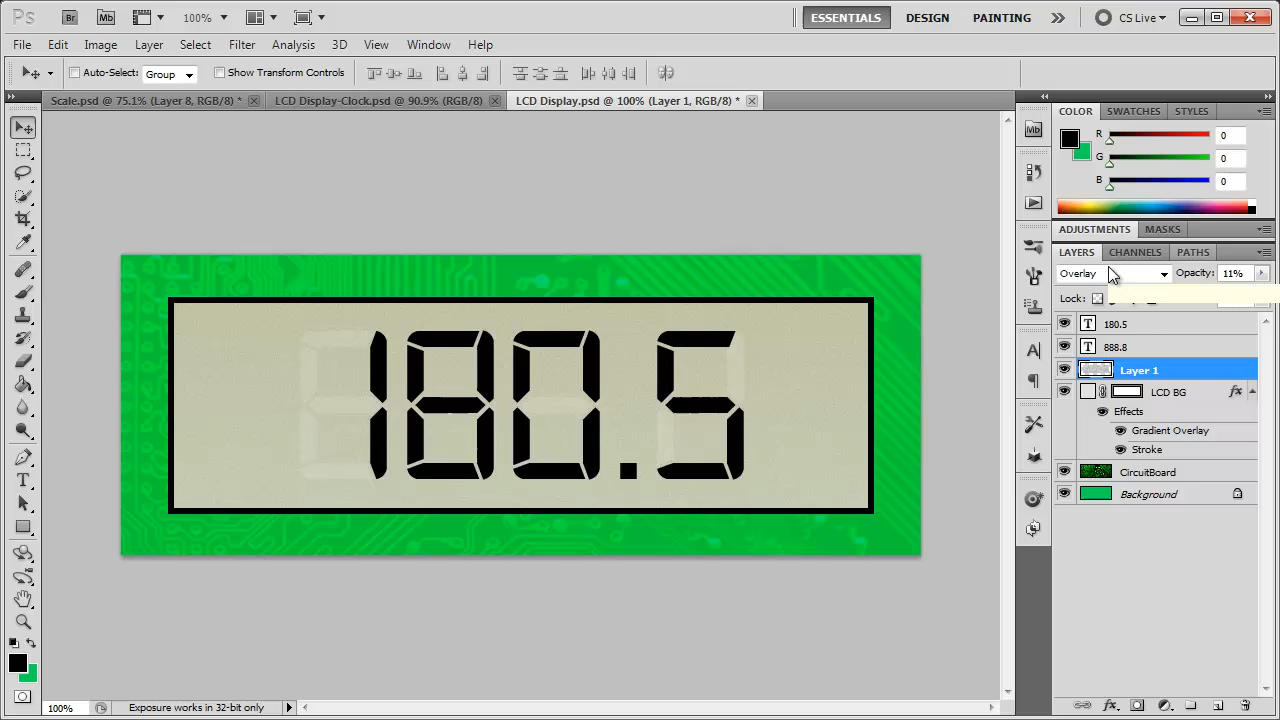 Ps Br Mb 100% ESSENTIALS DESIGN PAINTING CS Live
File Edit Image Layer Select Filter Analysis 3D View Window Help
Auto-Select: Group Show Transform Controls
Scale.psd @ 75.1% (Layer 8, RGB/8) * LCD Display-Clock.psd @ 90.9% (RGB/8) LCD Display.psd @ 100% (Layer 1, RGB/8) *
COLOR SWATCHES STYLES
Mb
R 0
G 0
B 0
ADJUSTMENTS MASKS
LAYERS CHANNELS PATHS
Overlay Opacity: 11%
Lock:
T 180.5
T 888.8
Layer 1
LCD BG fx
Effects
Gradient Overlay
Stroke
CircuitBoard
Background
180.5
A
T
100% Exposure works in 32-bit only
fx